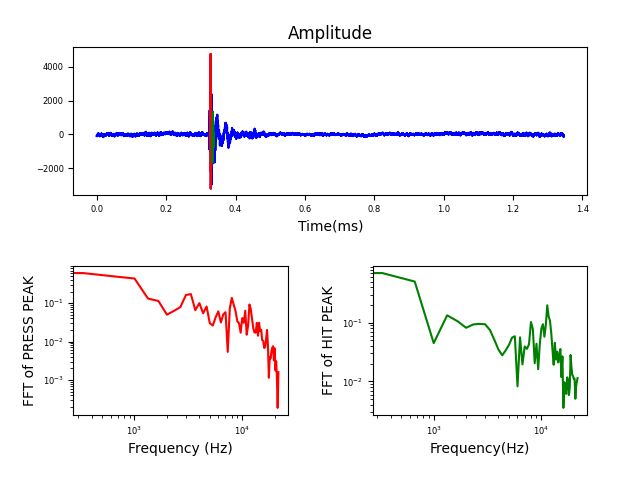 Amplitude
4000
2000
0
−2000
0.0 0.2 0.4 0.6 0.8 1.0 1.2 1.4
Time(ms)
FFT of PRESS PEAK
10⁻¹
10⁻²
10⁻³
10³ 10⁴
Frequency (Hz)
FFT of HIT PEAK
10⁻¹
10⁻²
10³ 10⁴
Frequency(Hz)